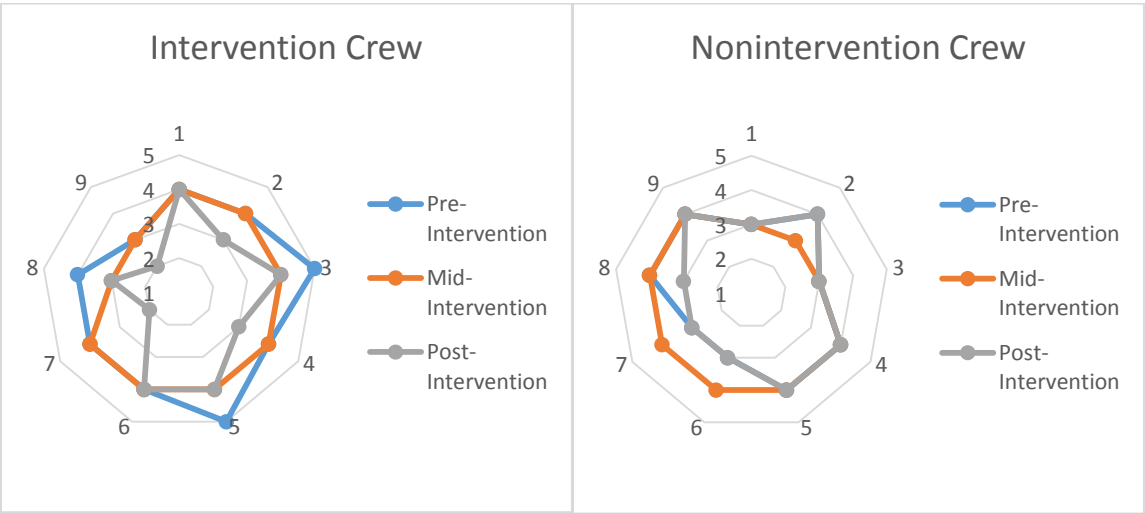 Intervention Crew
1
2
3
4
5
6
7
8
9
5
4
3
2
1
Pre-
Intervention
Mid-
Intervention
Post-
Intervention
Nonintervention Crew
1
2
3
4
5
6
7
8
9
5
4
3
2
1
Pre-
Intervention
Mid-
Intervention
Post-
Intervention